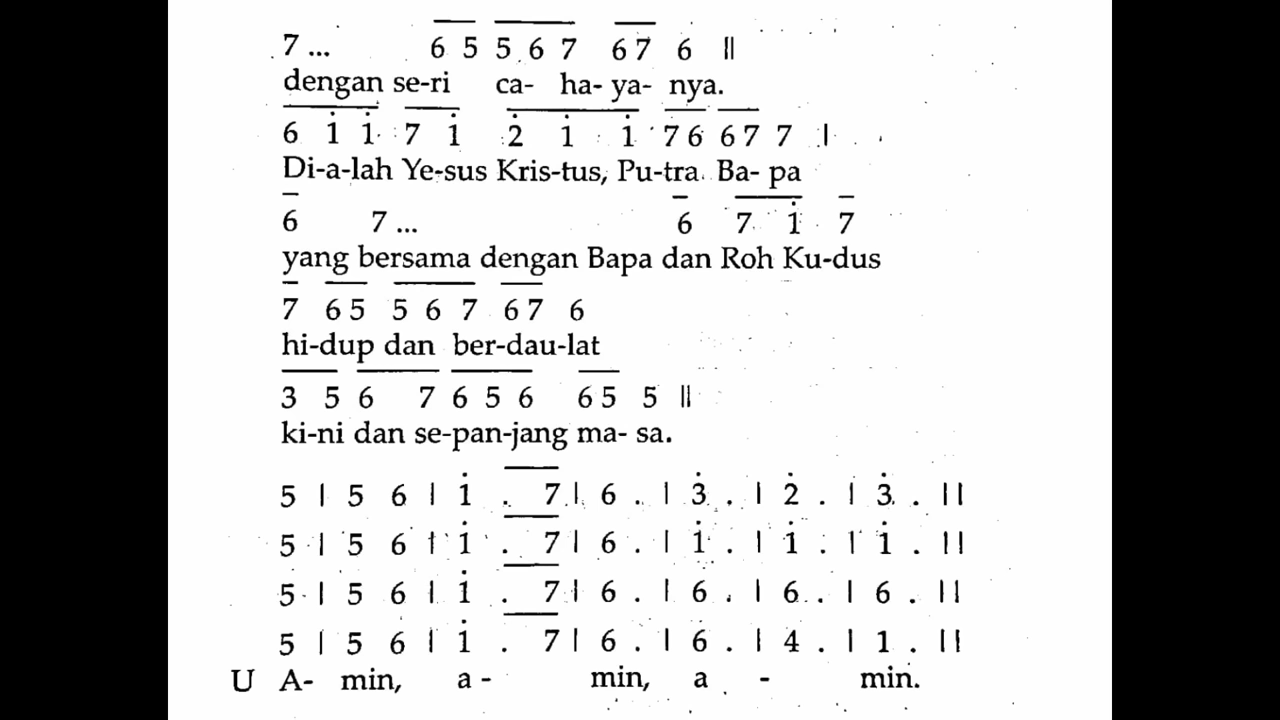 7 ... 6 5 5 6 7 6 7 6 ||
dengan se-ri ca- ha- ya- nya.
6 1̇ 1̇ 7 1̇ 2̇ 1̇ 1̇ 7 6 6 7 7 |
Di-a-lah Ye-sus Kris-tus, Pu-tra Ba- pa
6 7 ... 6 7 1̇ 7
yang bersama dengan Bapa dan Roh Ku-dus
7 6 5 5 6 7 6 7 6
hi-dup dan ber-dau-lat
3 5 6 7 6 5 6 6 5 5 ||
ki-ni dan se-pan-jang ma- sa.
5 | 5 6 | 1̇ . 7 | 6 . | 3̇ . | 2̇ . | 3̇ . ||
5 | 5 6 | 1̇ . 7 | 6 . | 1̇ . | 1̇ . | 1̇ . ||
5 | 5 6 | 1̇ . 7 | 6 . | 6 . | 6 . | 6 . ||
5 | 5 6 | 1̇ . 7 | 6 . | 6 . | 4 . | 1 . ||
U A- min, a - min, a - min.